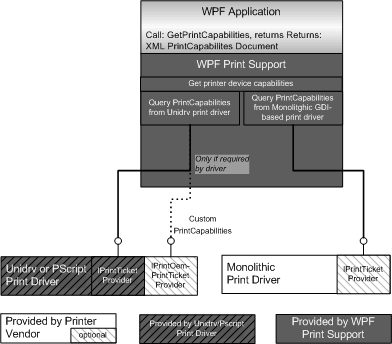 WPF Application
Call: GetPrintCapabilities, returns Returns:
XML PrintCapabilites Document
WPF Print Support
Get printer device capabilities
Query PrintCapabilities
from Unidrv print driver
Query PrintCapabilities
from Monolitghic GDI-
based print driver
Only if required
by driver
Custom
PrintCapabilities
Unidrv or PScript
Print Driver
IPrintTicket
Provider
IPrintOem-
PrintTicket
Provider
Monolithic
Print Driver
IPrintTicket
Provider
Provided by Printer
Vendor
optional
Provided by Unidrv/Pscript
Print Driver
Provided by WPF
Print Support